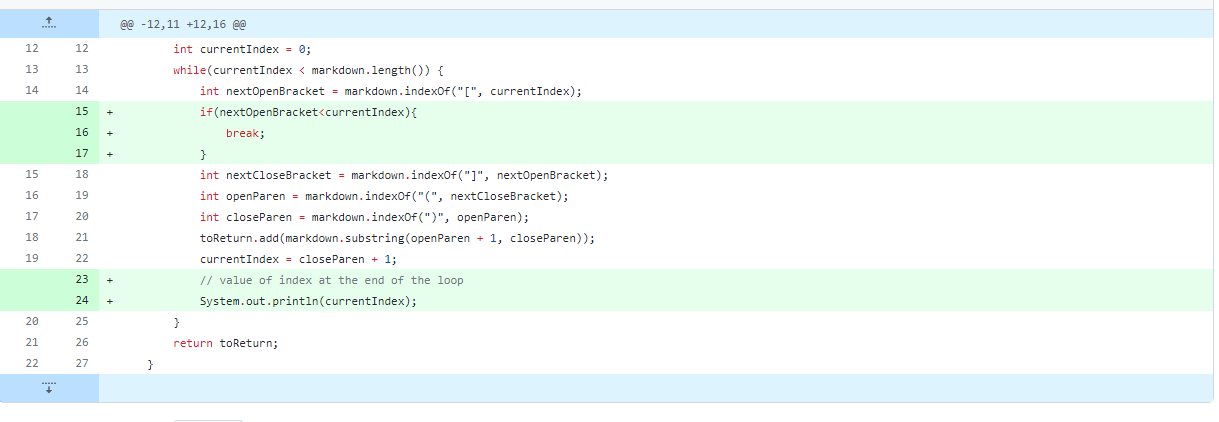 @@ -12,11 +12,16 @@
12 12 int currentIndex = 0;
13 13 while(currentIndex < markdown.length()) {
14 14 int nextOpenBracket = markdown.indexOf("[", currentIndex);
15 + if(nextOpenBracket<currentIndex){
16 + break;
17 + }
15 18 int nextCloseBracket = markdown.indexOf("]", nextOpenBracket);
16 19 int openParen = markdown.indexOf("(", nextCloseBracket);
17 20 int closeParen = markdown.indexOf(")", openParen);
18 21 toReturn.add(markdown.substring(openParen + 1, closeParen));
19 22 currentIndex = closeParen + 1;
23 + // value of index at the end of the loop
24 + System.out.println(currentIndex);
20 25 }
21 26 return toReturn;
22 27 }